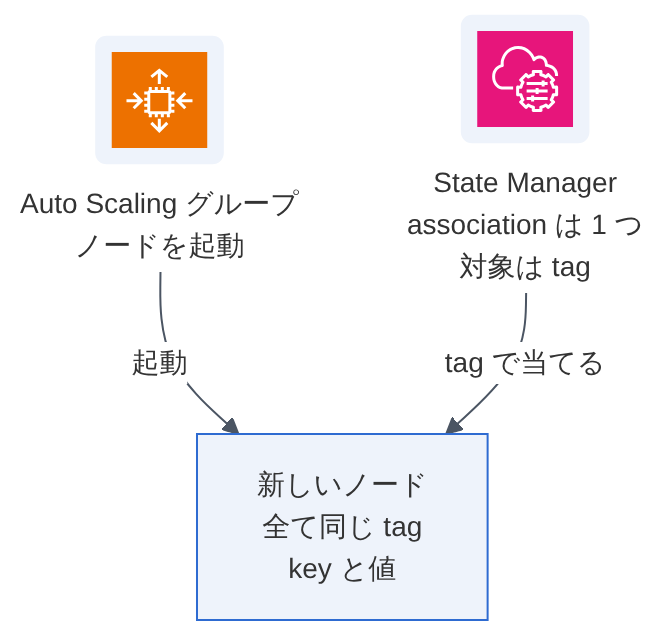 Auto Scaling グループ
ノードを起動
State Manager
association は 1 つ
対象は tag
起動
tag で当てる
新しいノード
全て同じ tag
key と値